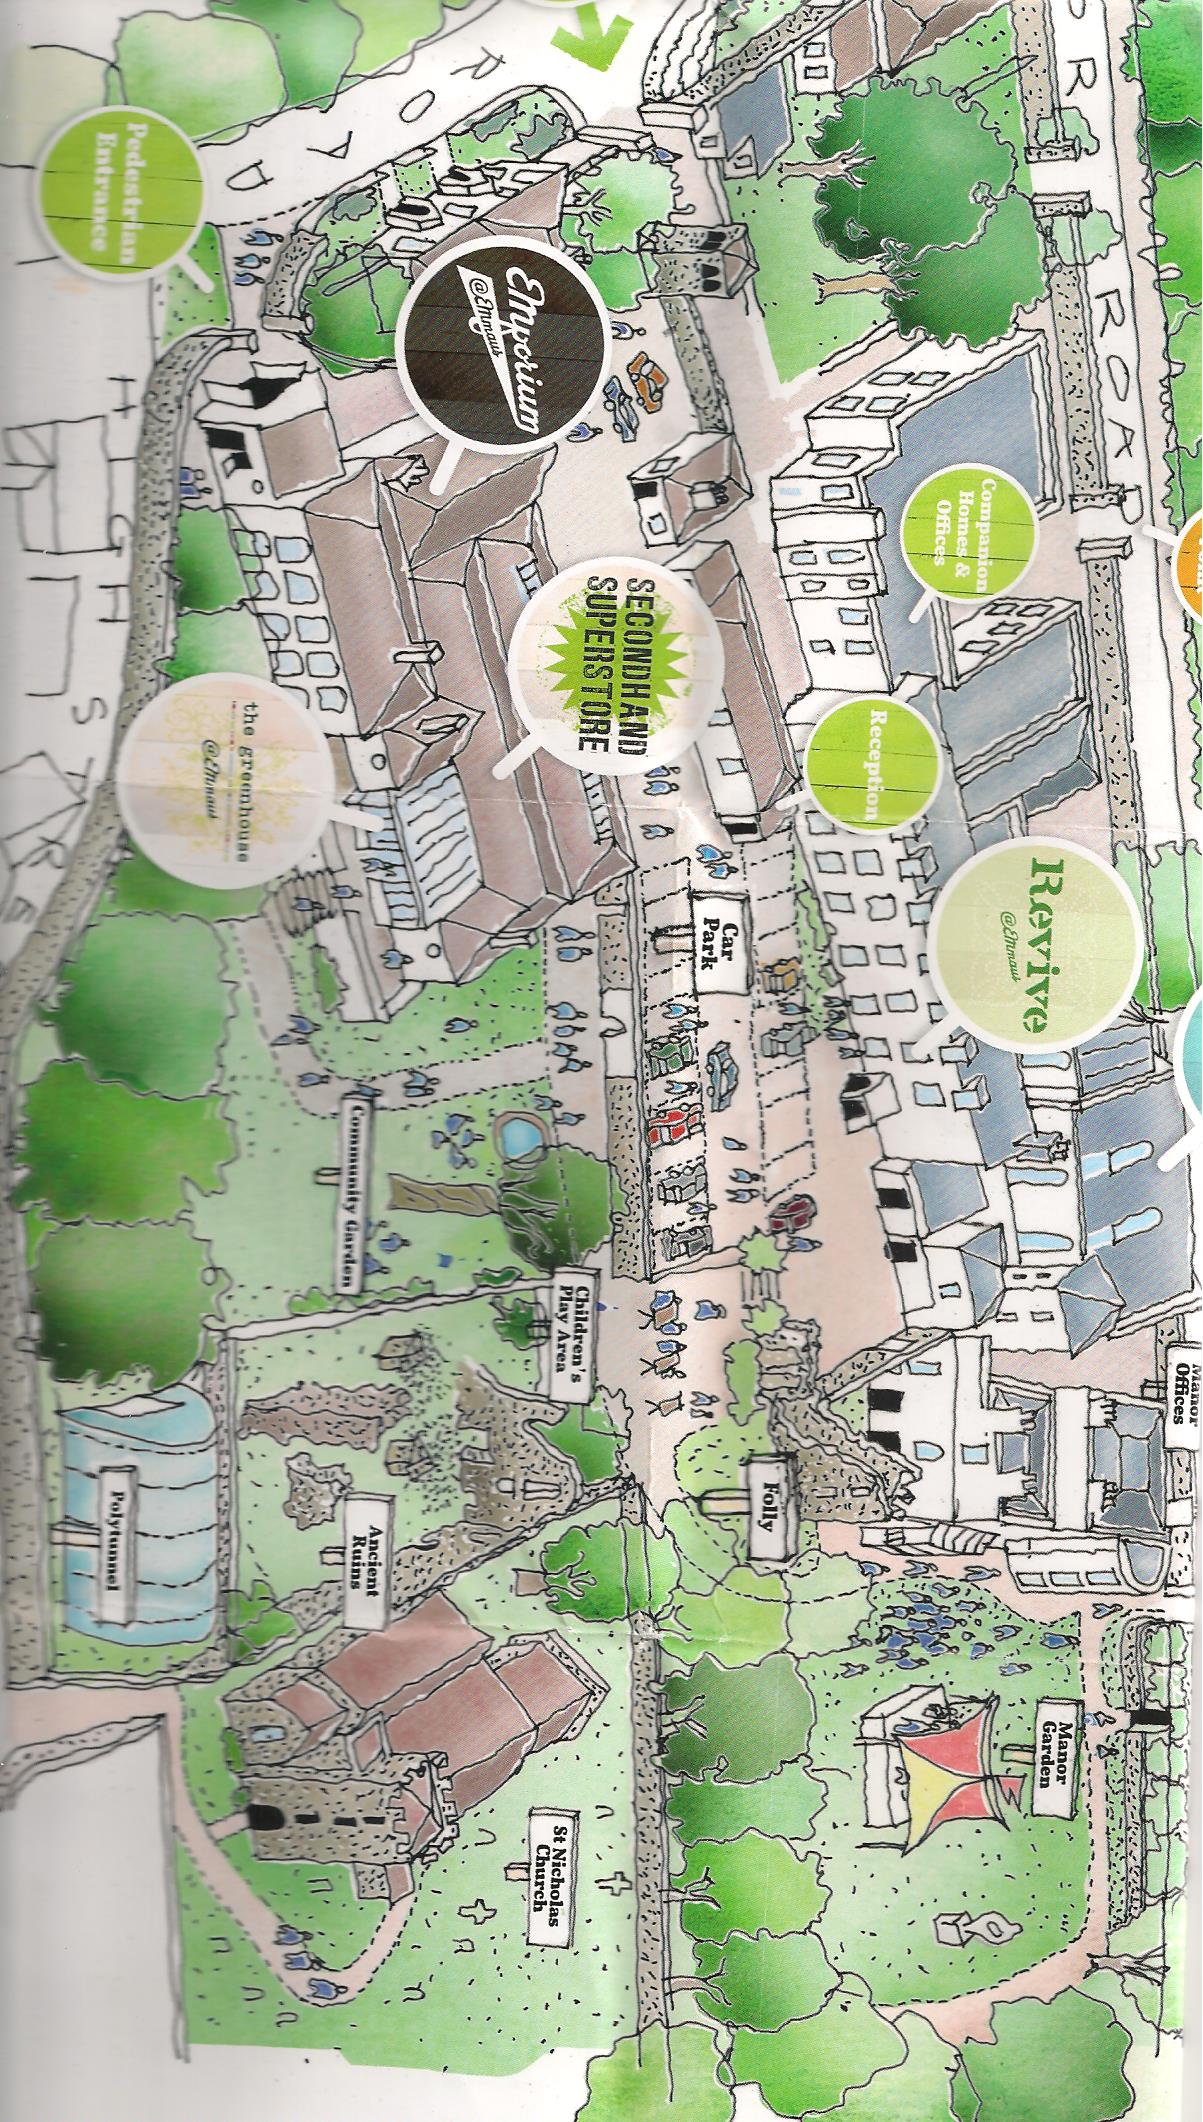 Manor
Offices
ROAD
OR
Revive
@Emmaus
Manor
Garden
Companion
Homes &
Offices
Reception
Folly
Car
Park
SECONDHAND
SUPERSTORE
Children's
Play Area
St Nicholas
Church
Emporium
@Emmaus
ROAD
Ancient
Ruins
Community Garden
the greenhouse
@Emmaus
Pedestrian
Entrance
Polytunnel
HIGH STRE